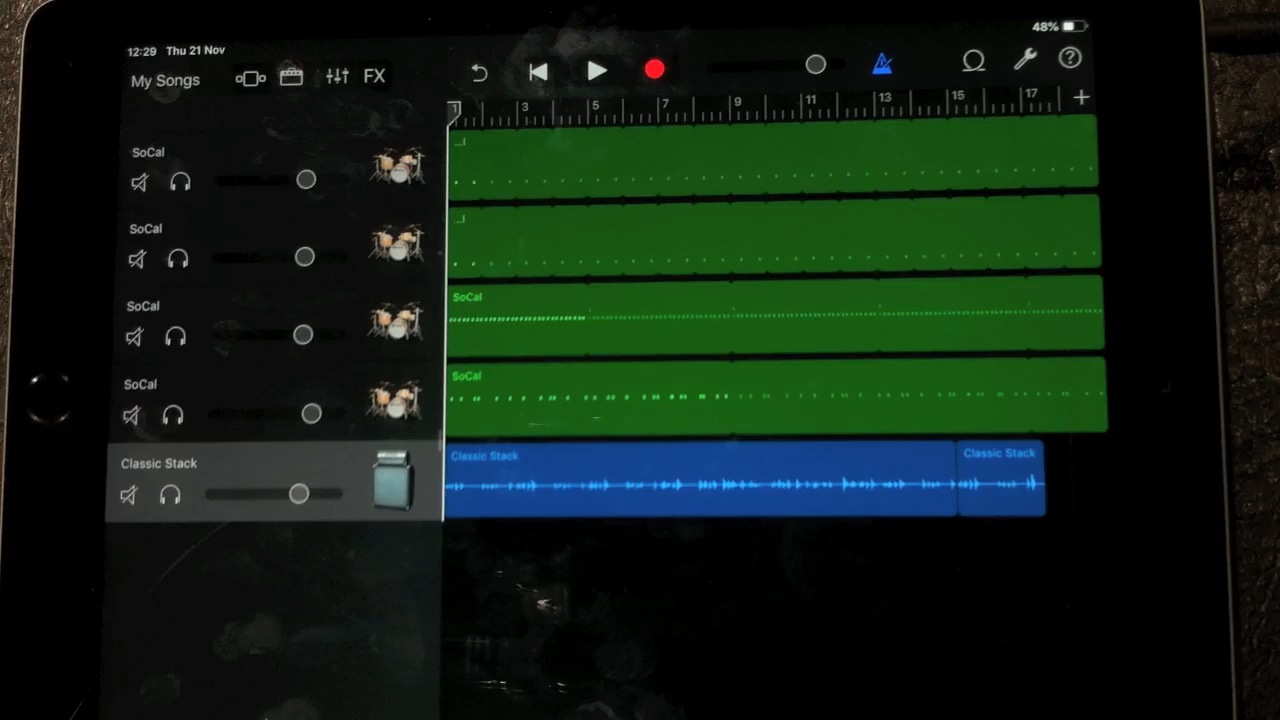 12:29 Thu 21 Nov
48%
My Songs
FX
1 3 5 7 9 11 13 15 17 +
SoCal
SoCal
SoCal
SoCal
SoCal
SoCal
Classic Stack
Classic Stack
Classic Stack